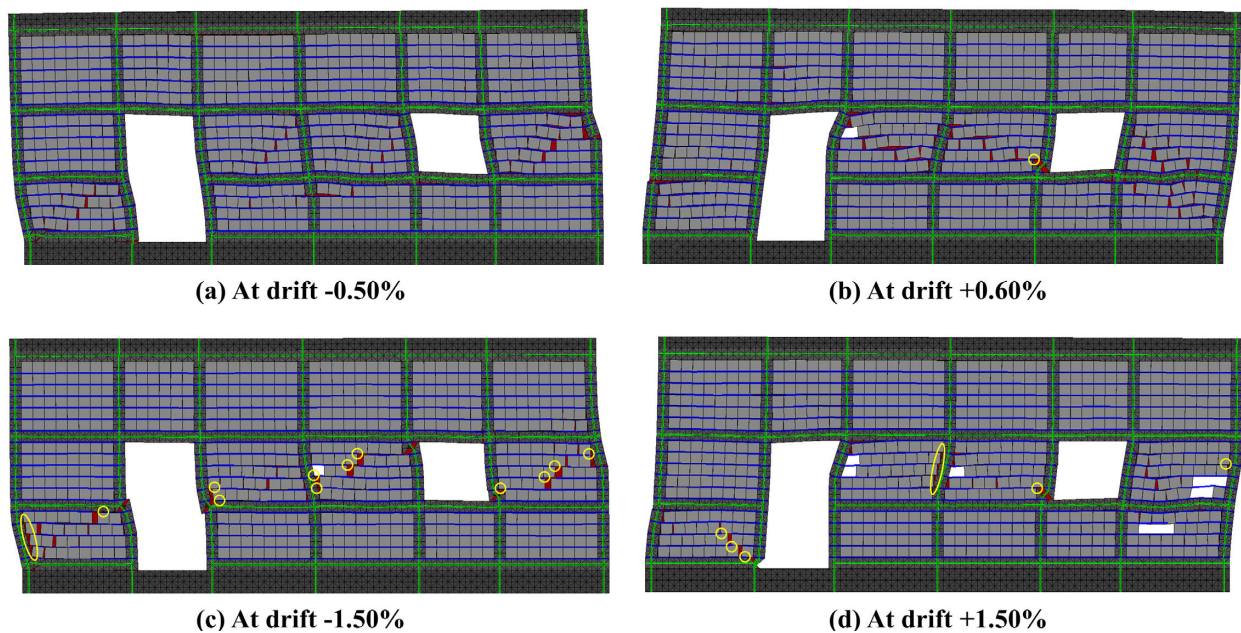 (a) At drift -0.50%
(b) At drift +0.60%
(c) At drift -1.50%
(d) At drift +1.50%